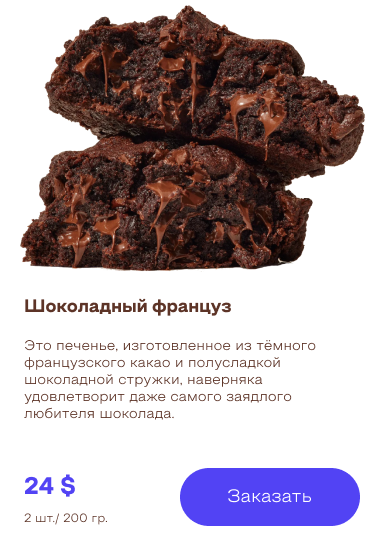 Шоколадный француз
Это печенье, изготовленное из тёмного
французского какао и полусладкой
шоколадной стружки, наверняка
удовлетворит даже самого заядлого
любителя шоколада.
24 $
2 шт./ 200 гр.
Заказать